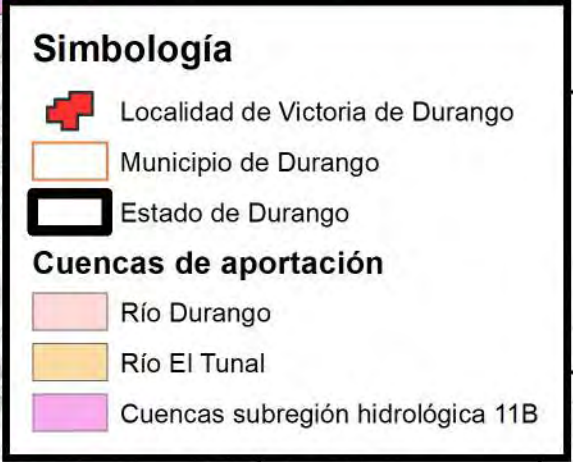 Simbología
Localidad de Victoria de Durango
Municipio de Durango
Estado de Durango
Cuencas de aportación
Río Durango
Río El Tunal
Cuencas subregión hidrológica 11B